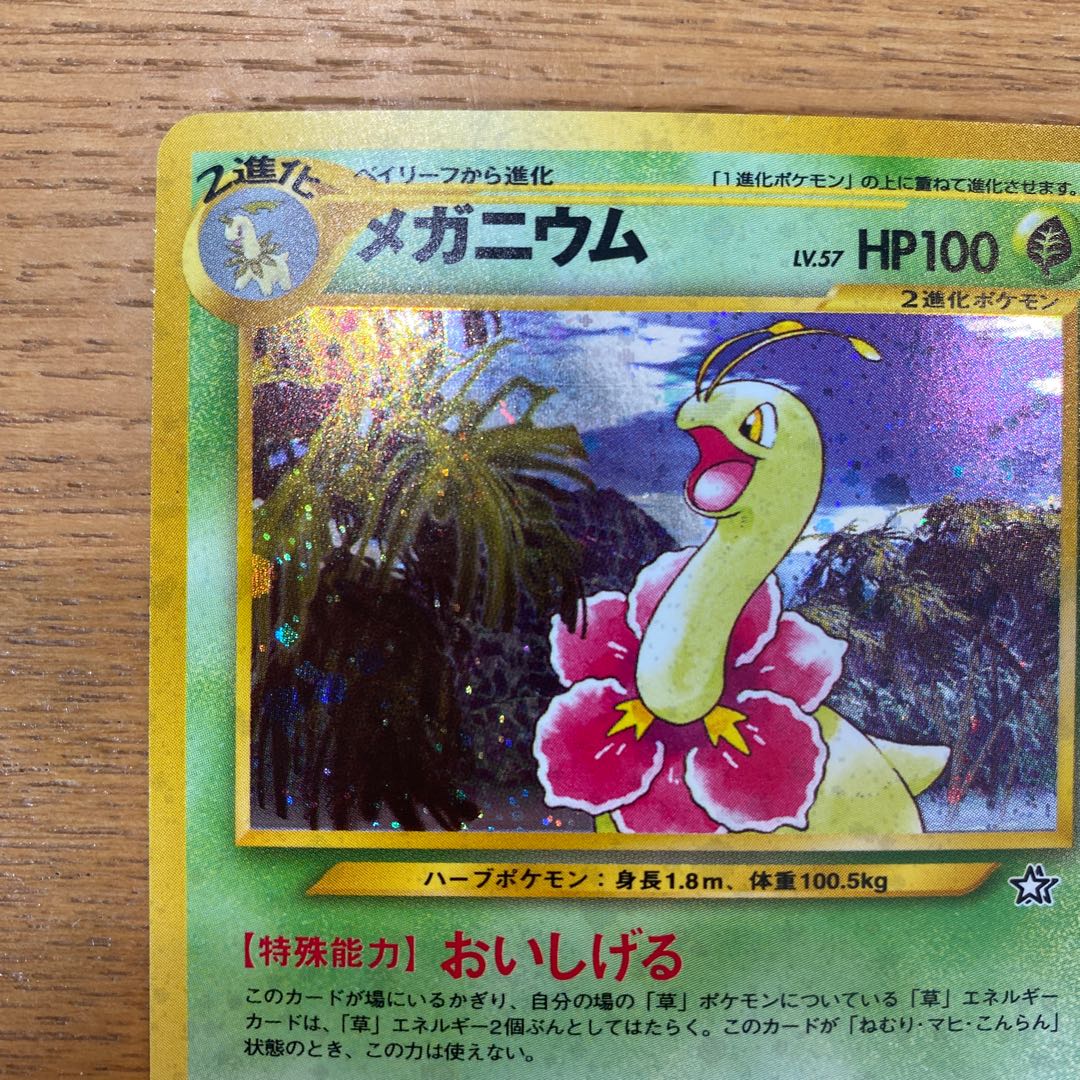 2進化
ベイリーフから進化
「1進化ポケモン」の上に重ねて進化させます。
メガニウム
LV.57 HP100
2進化ポケモン
ハーブポケモン：身長1.8m、体重100.5kg
【特殊能力】おいしげる
このカードが場にいるかぎり、自分の場の「草」ポケモンについている「草」エネルギー
カードは、「草」エネルギー2個ぶんとしてはたらく。このカードが「ねむり・マヒ・こんらん」
状態のとき、この力は使えない。